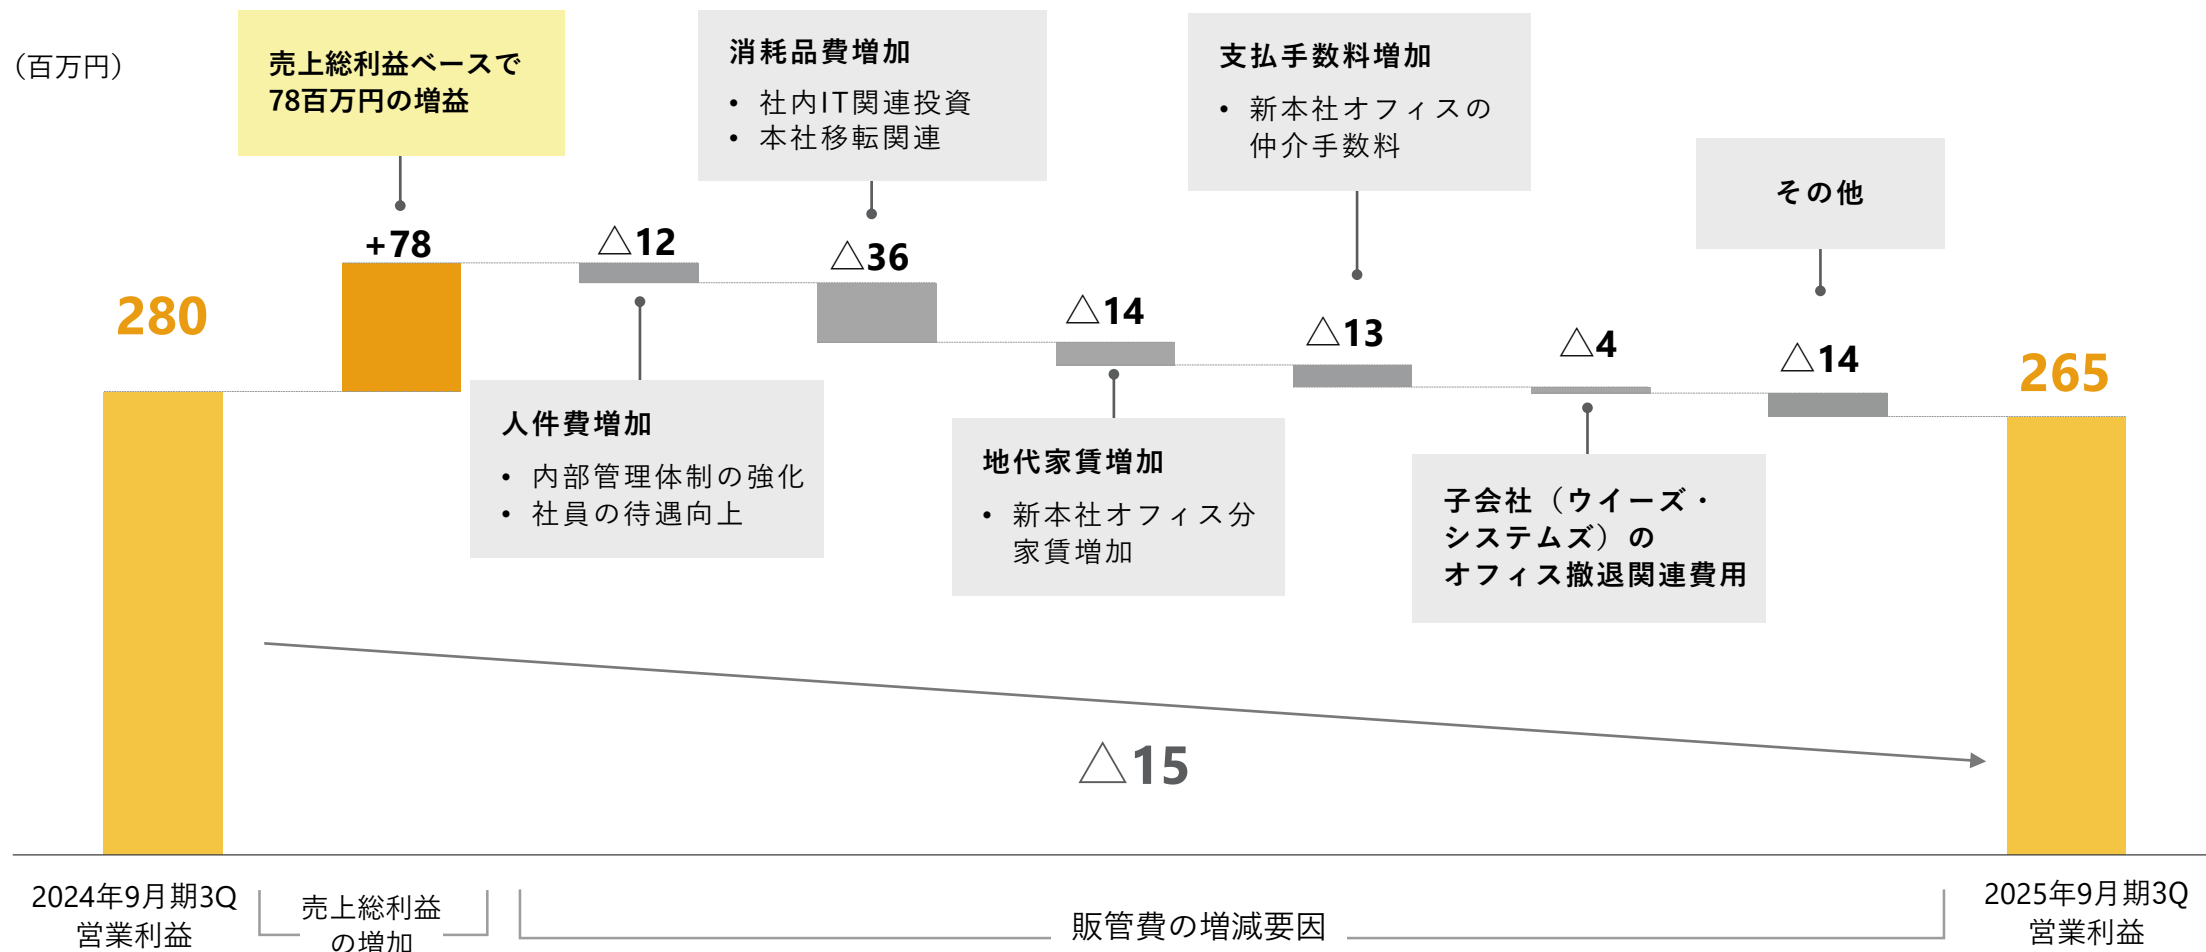 （百万円）
売上総利益ベースで
78百万円の増益
消耗品費増加
• 社内IT関連投資
• 本社移転関連
支払手数料増加
• 新本社オフィスの
仲介手数料
その他
280
+78
△12
△36
△14
△13
△4
△14
265
人件費増加
• 内部管理体制の強化
• 社員の待遇向上
地代家賃増加
• 新本社オフィス分
家賃増加
子会社（ウイーズ・
システムズ）の
オフィス撤退関連費用
△15
2024年9月期3Q
営業利益
売上総利益
の増加
販管費の増減要因
2025年9月期3Q
営業利益